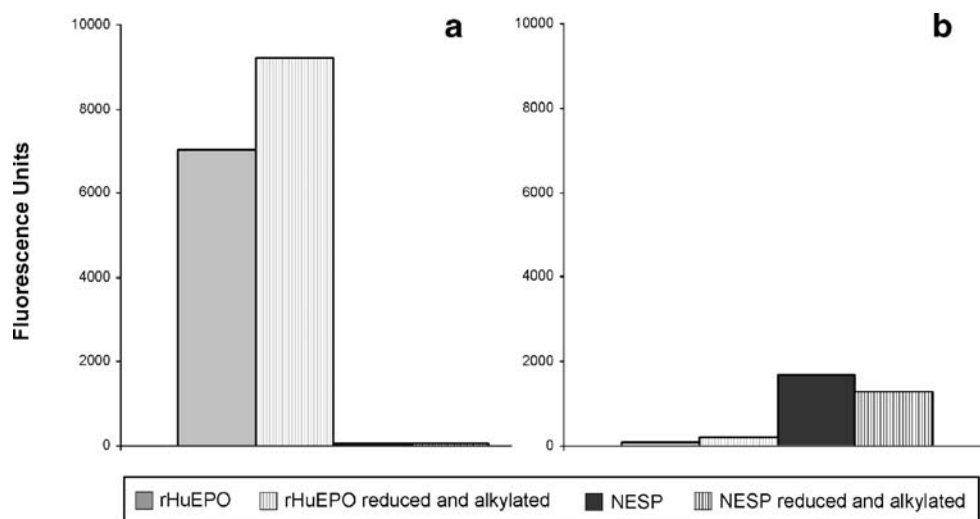 a
b
10000
8000
6000
4000
2000
0
10000
8000
6000
4000
2000
0
Fluorescence Units
rHuEPO
rHuEPO reduced and alkylated
NESP
NESP reduced and alkylated